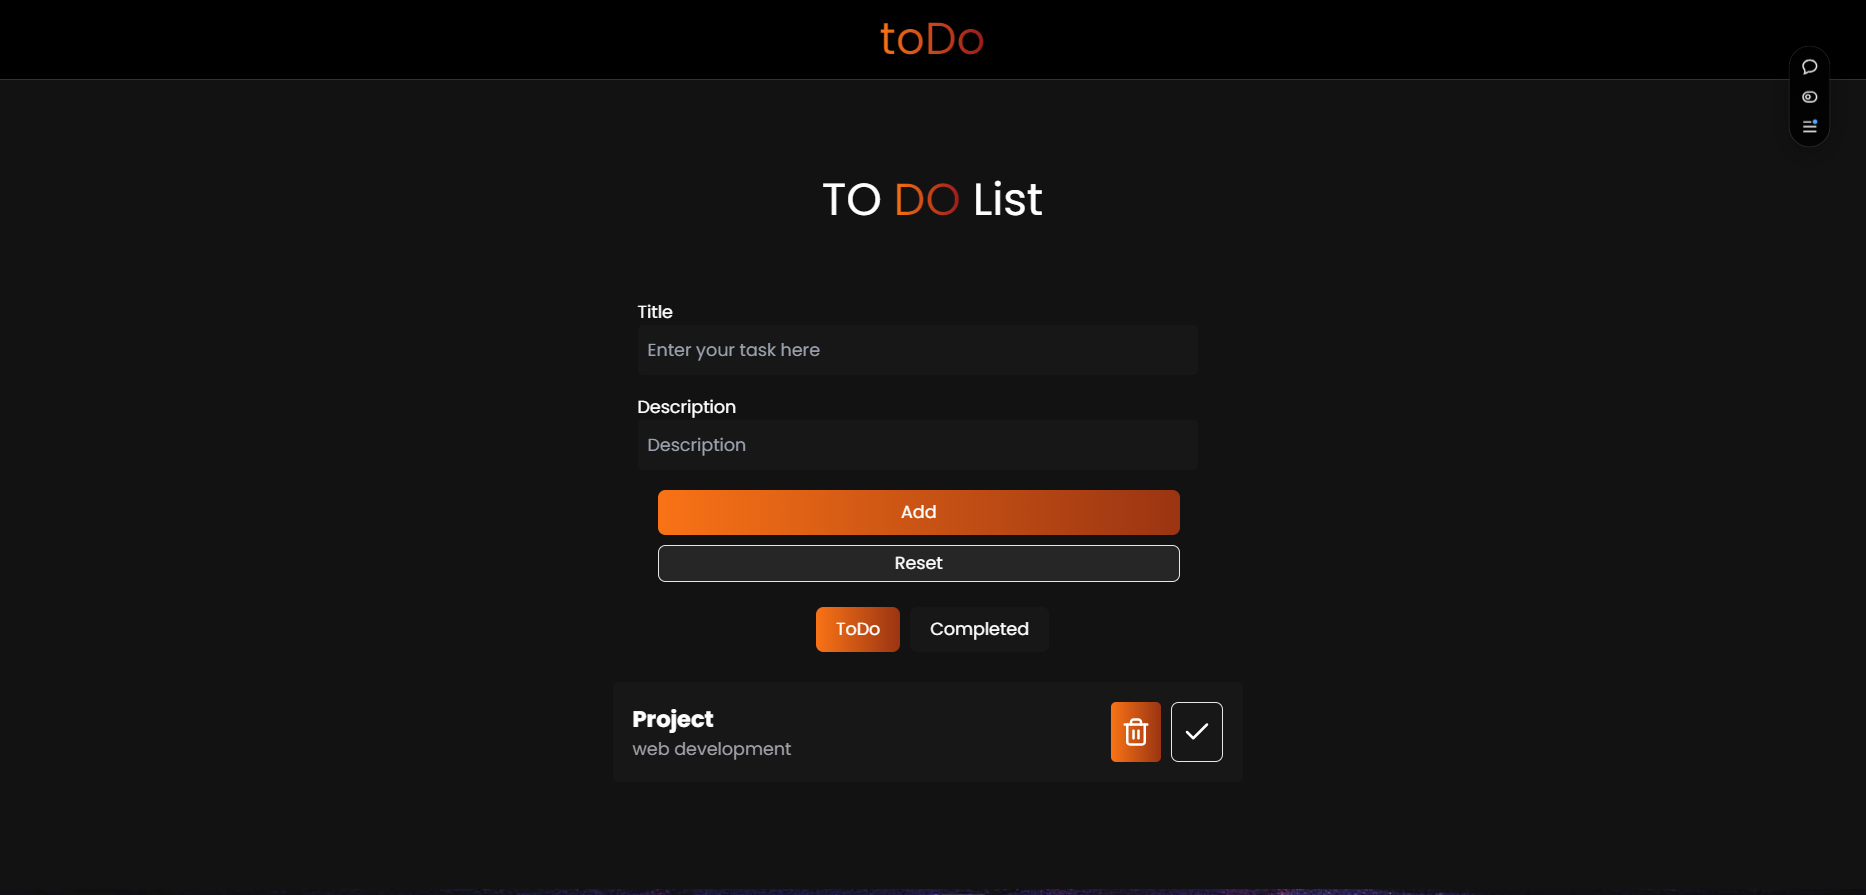 toDo
TO DO List
Title
Enter your task here
Description
Description
Add
Reset
ToDo Completed
Project
web development